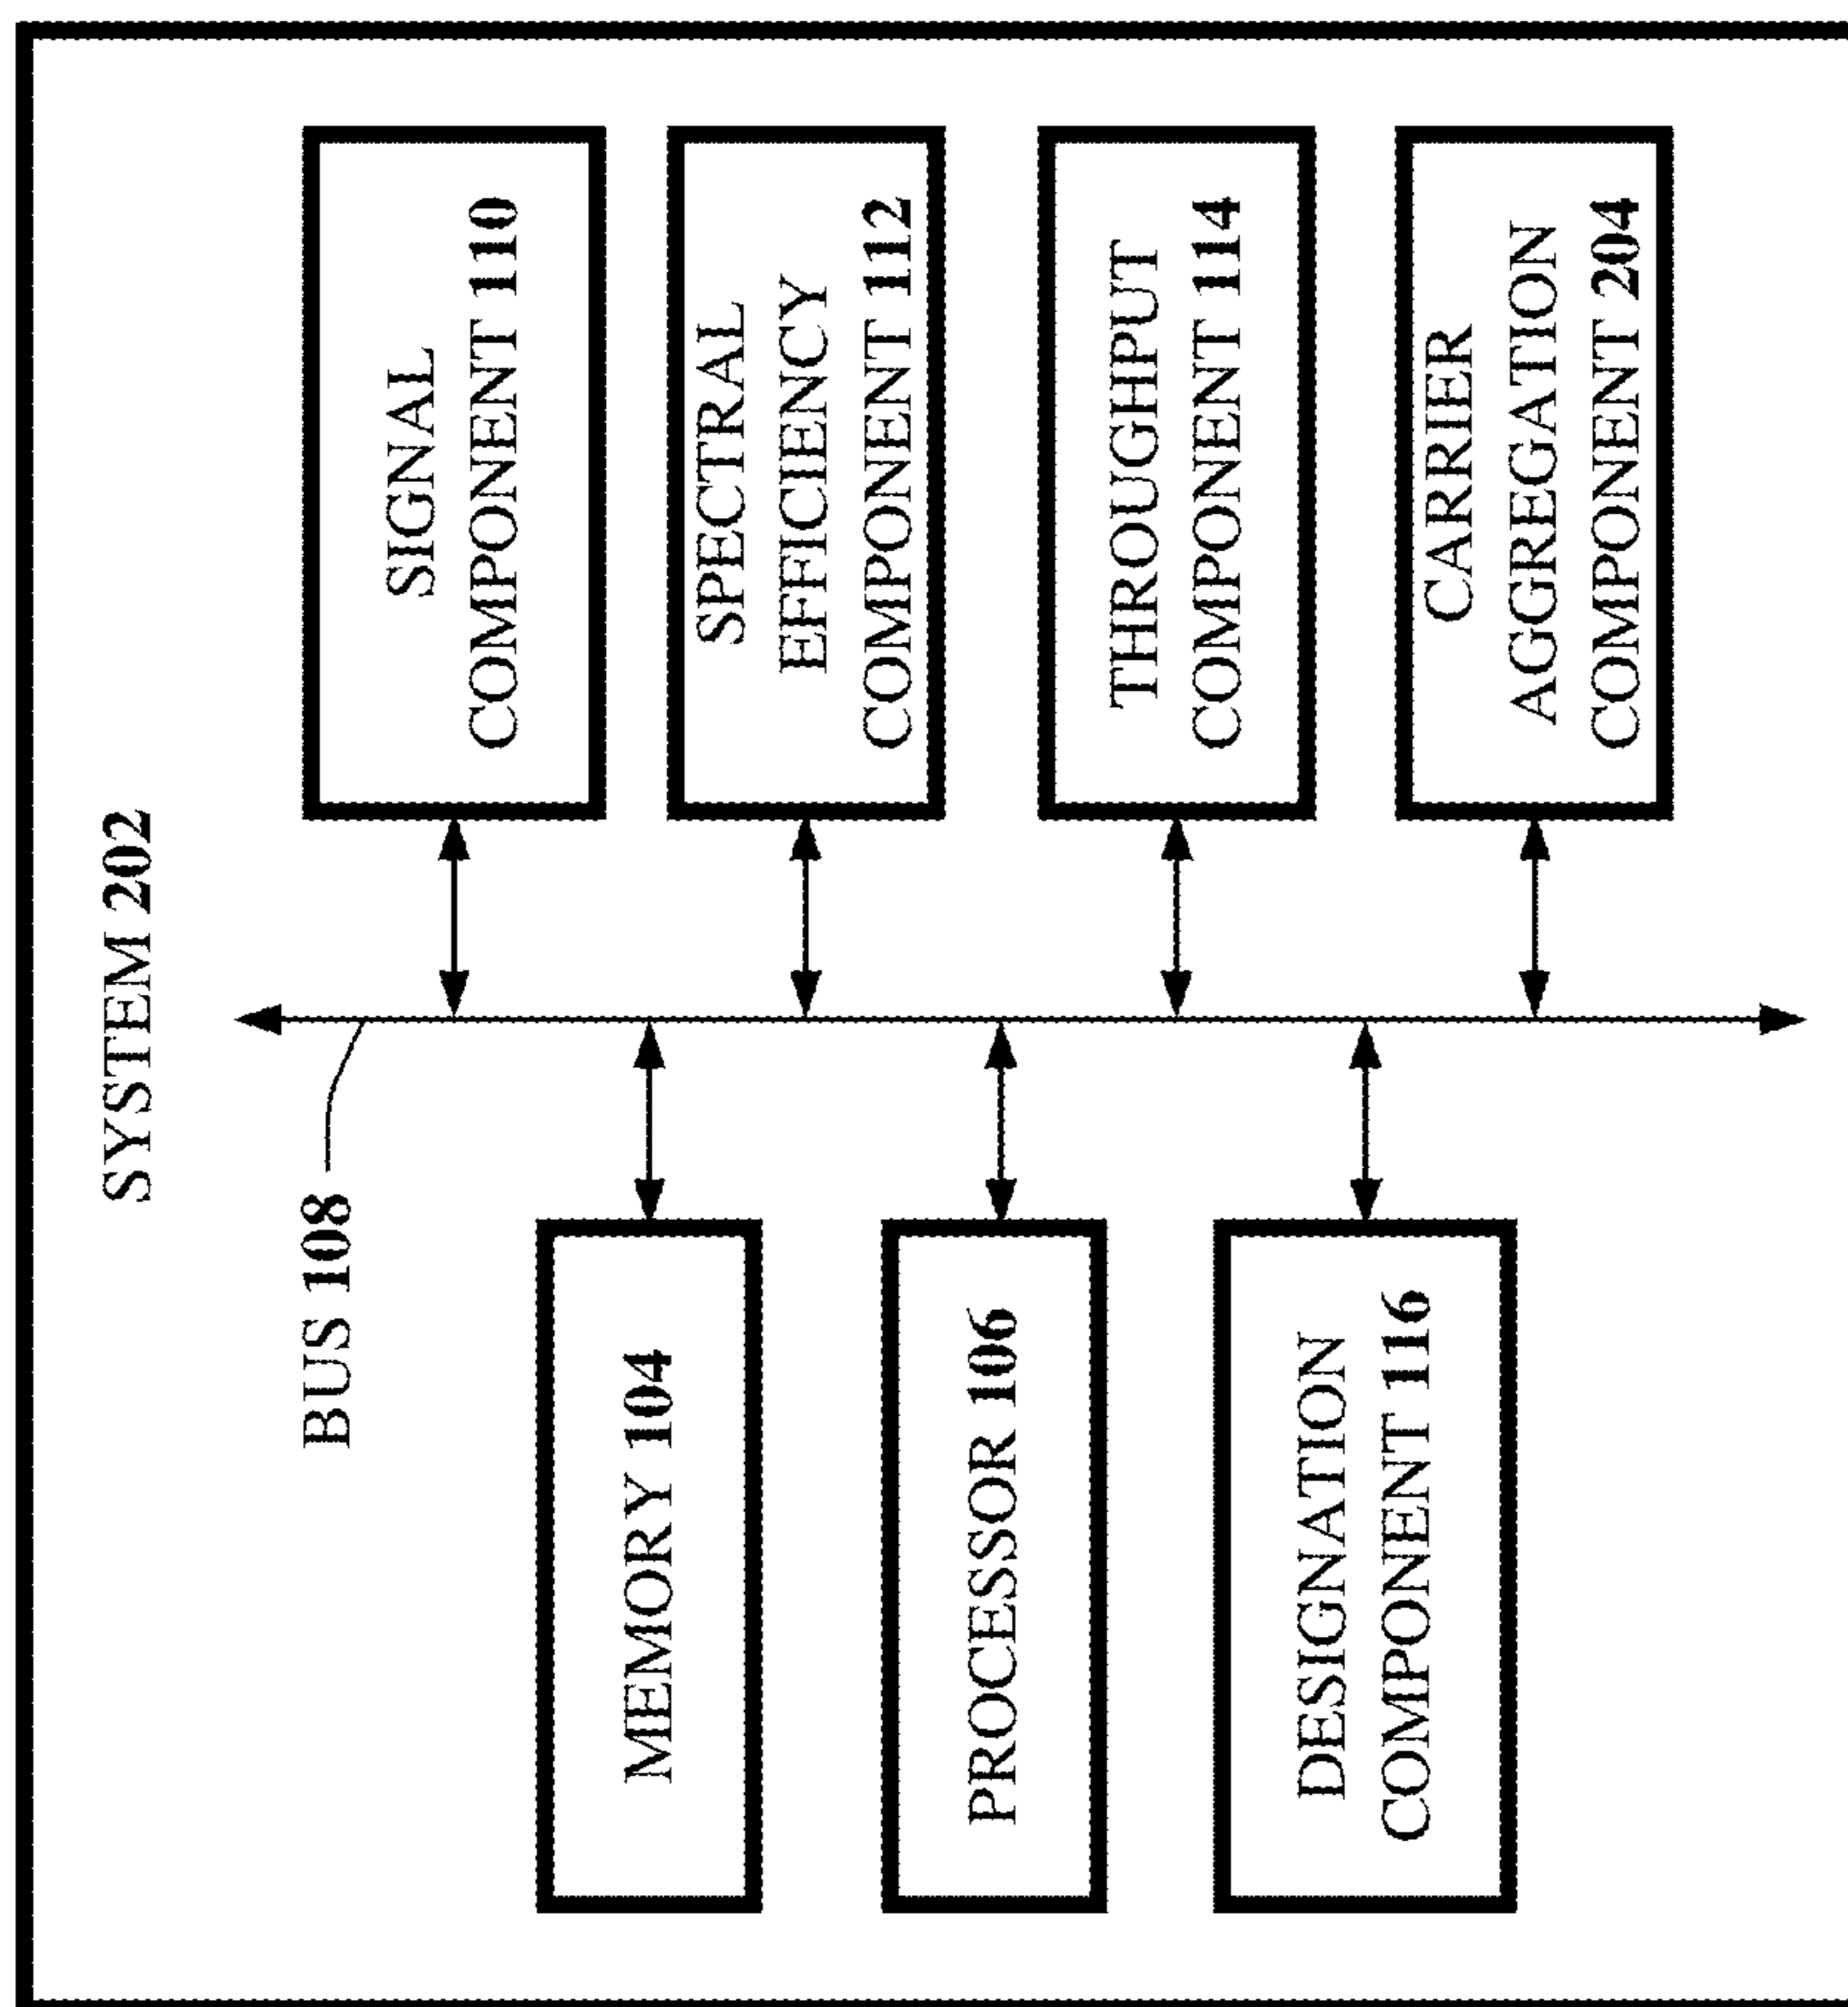 SYSTEM 202
BUS 108
MEMORY 104
PROCESSOR 106
DESIGNATION
COMPONENT 116
SIGNAL
COMPONENT 110
SPECTRAL
EFFICIENCY
COMPONENT 112
THROUGHPUT
COMPONENT 114
CARRIER
AGGREGATION
COMPONENT 204